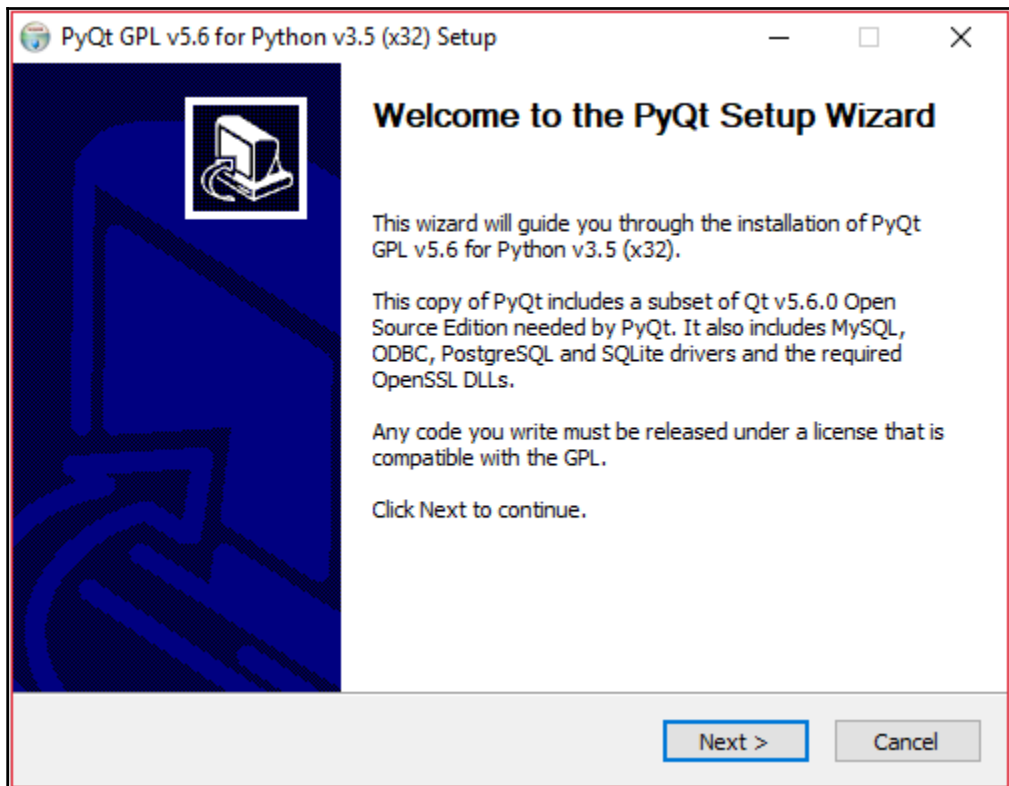 PyQt GPL v5.6 for Python v3.5 (x32) Setup
Welcome to the PyQt Setup Wizard
This wizard will guide you through the installation of PyQt
GPL v5.6 for Python v3.5 (x32).
This copy of PyQt includes a subset of Qt v5.6.0 Open
Source Edition needed by PyQt. It also includes MySQL,
ODBC, PostgreSQL and SQLite drivers and the required
OpenSSL DLLs.
Any code you write must be released under a license that is
compatible with the GPL.
Click Next to continue.
Next >
Cancel